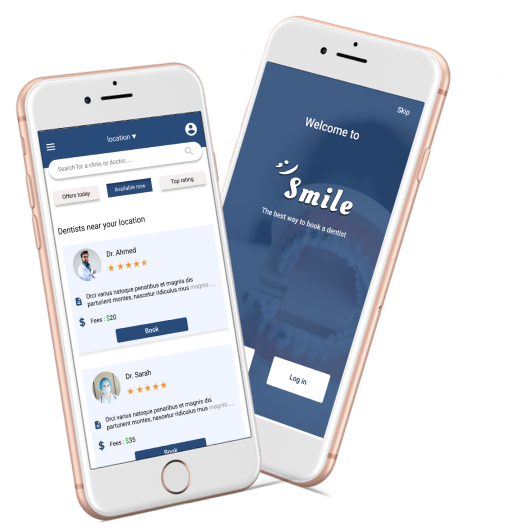 location ▾
Search for a clinic or doctor.....
Offers today
Available now
Top rating
Dentists near your location
Dr. Ahmed
Orci varius natoque penatibus et magnis dis
parturient montes, nascetur ridiculus mus magnis.....
Fees : $20
Book
Dr. Sarah
Orci varius natoque penatibus et magnis dis
parturient montes, nascetur ridiculus mus magnis.....
Fees : $35
Book
Skip
Welcome to
Smile
The best way to book a dentist
Log in